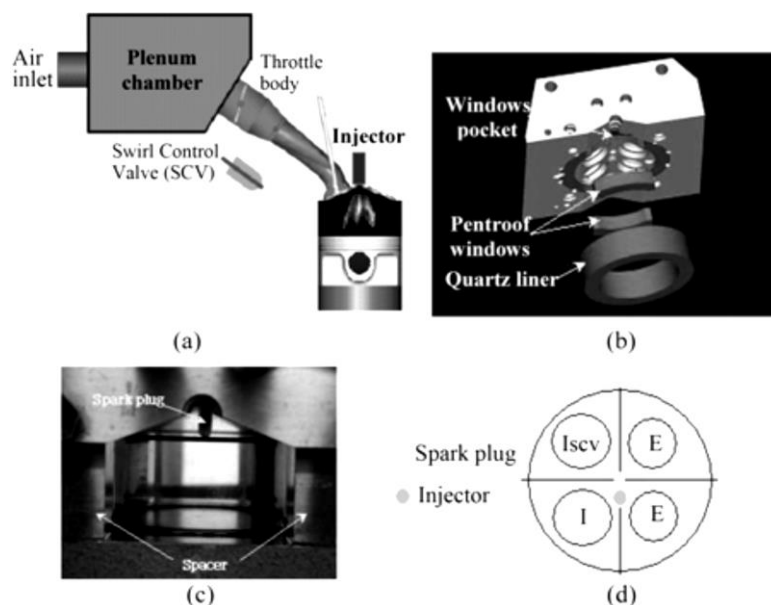 Air
inlet
Plenum
chamber
Throttle
body
Injector
Swirl Control
Valve (SCV)
(a)
Windows
pocket
Pentroof
windows
Quartz liner
(b)
Spark plug
Spacer
(c)
Spark plug
Injector
Iscv
E
I
E
(d)